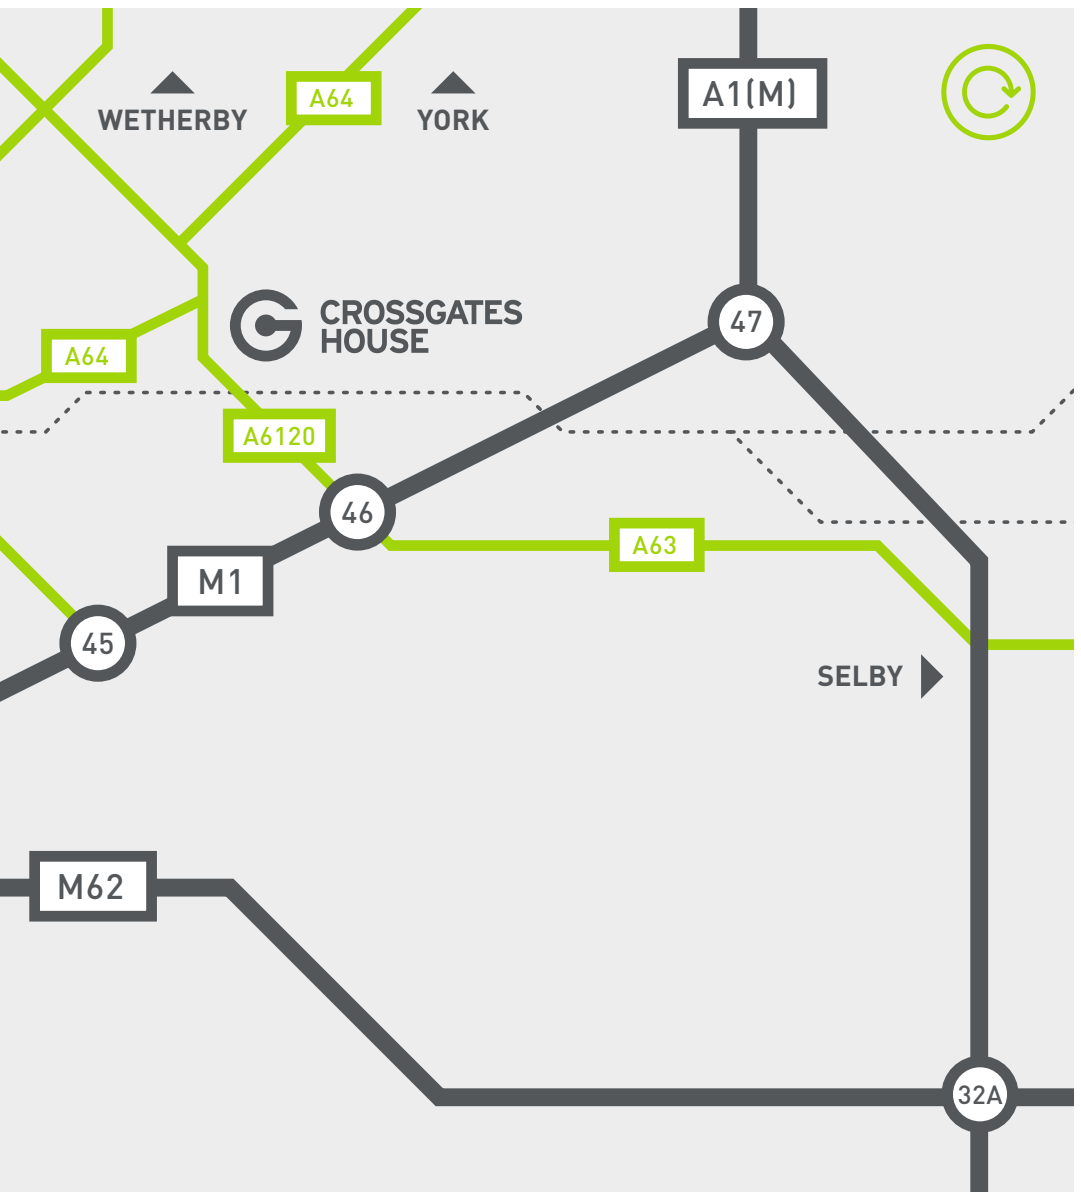 A64
WETHERBY
YORK
A1(M)
CROSSGATES
HOUSE
47
A64
A6120
46
A63
M1
45
SELBY
M62
32A